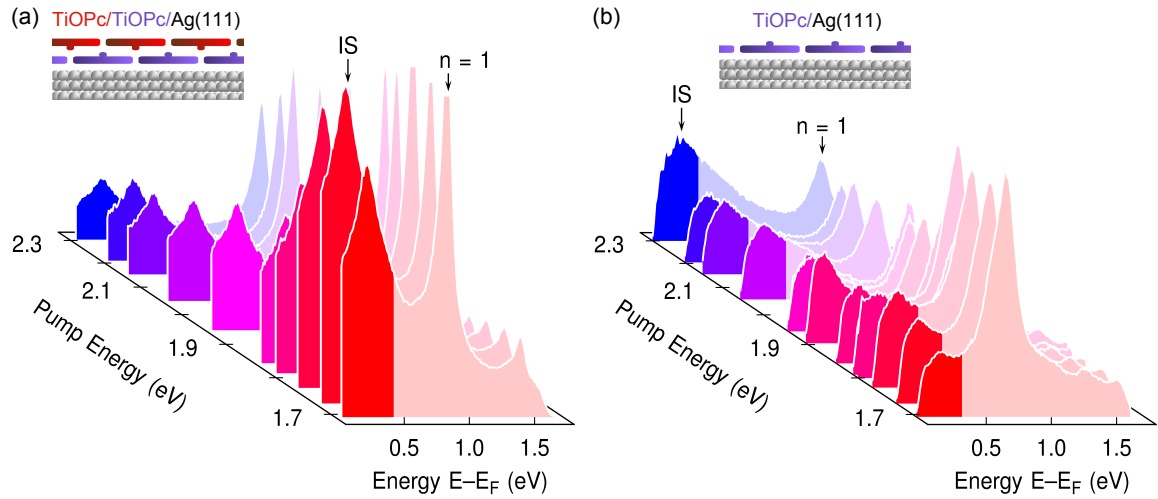 (a)
TiOPc/TiOPc/Ag(111)
IS
n = 1
2.3
2.1
1.9
1.7
Pump Energy (eV)
0.5 1.0 1.5
Energy E–EF (eV)
(b)
TiOPc/Ag(111)
IS
n = 1
2.3
2.1
1.9
1.7
Pump Energy (eV)
0.5 1.0 1.5
Energy E–EF (eV)